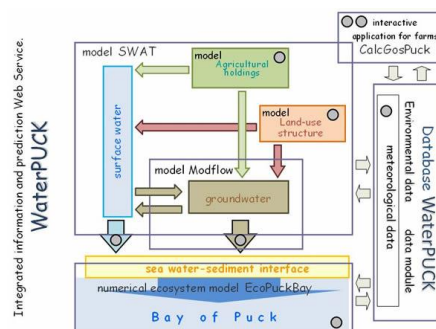 Integrated information and prediction Web Service.
WaterPUCK
model SWAT
model
Agricultural
holdings
surface water
model
Land-use
structure
model Modflow
groundwater
sea water-sediment interface
numerical ecosystem model EcoPuckBay
Bay of Puck
interactive
application for farms
CalcGosPuck
Environmental data
data module
meteorological data
Database WaterPUCK